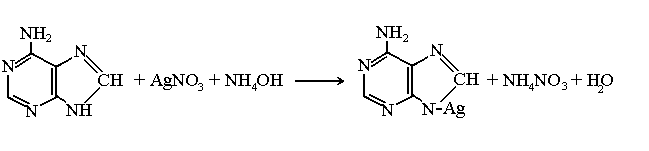 NH₂ NH₂
N N N N
CH + AgNO₃ + NH₄OH CH + NH₄NO₃ + H₂O
N NH N N-Ag